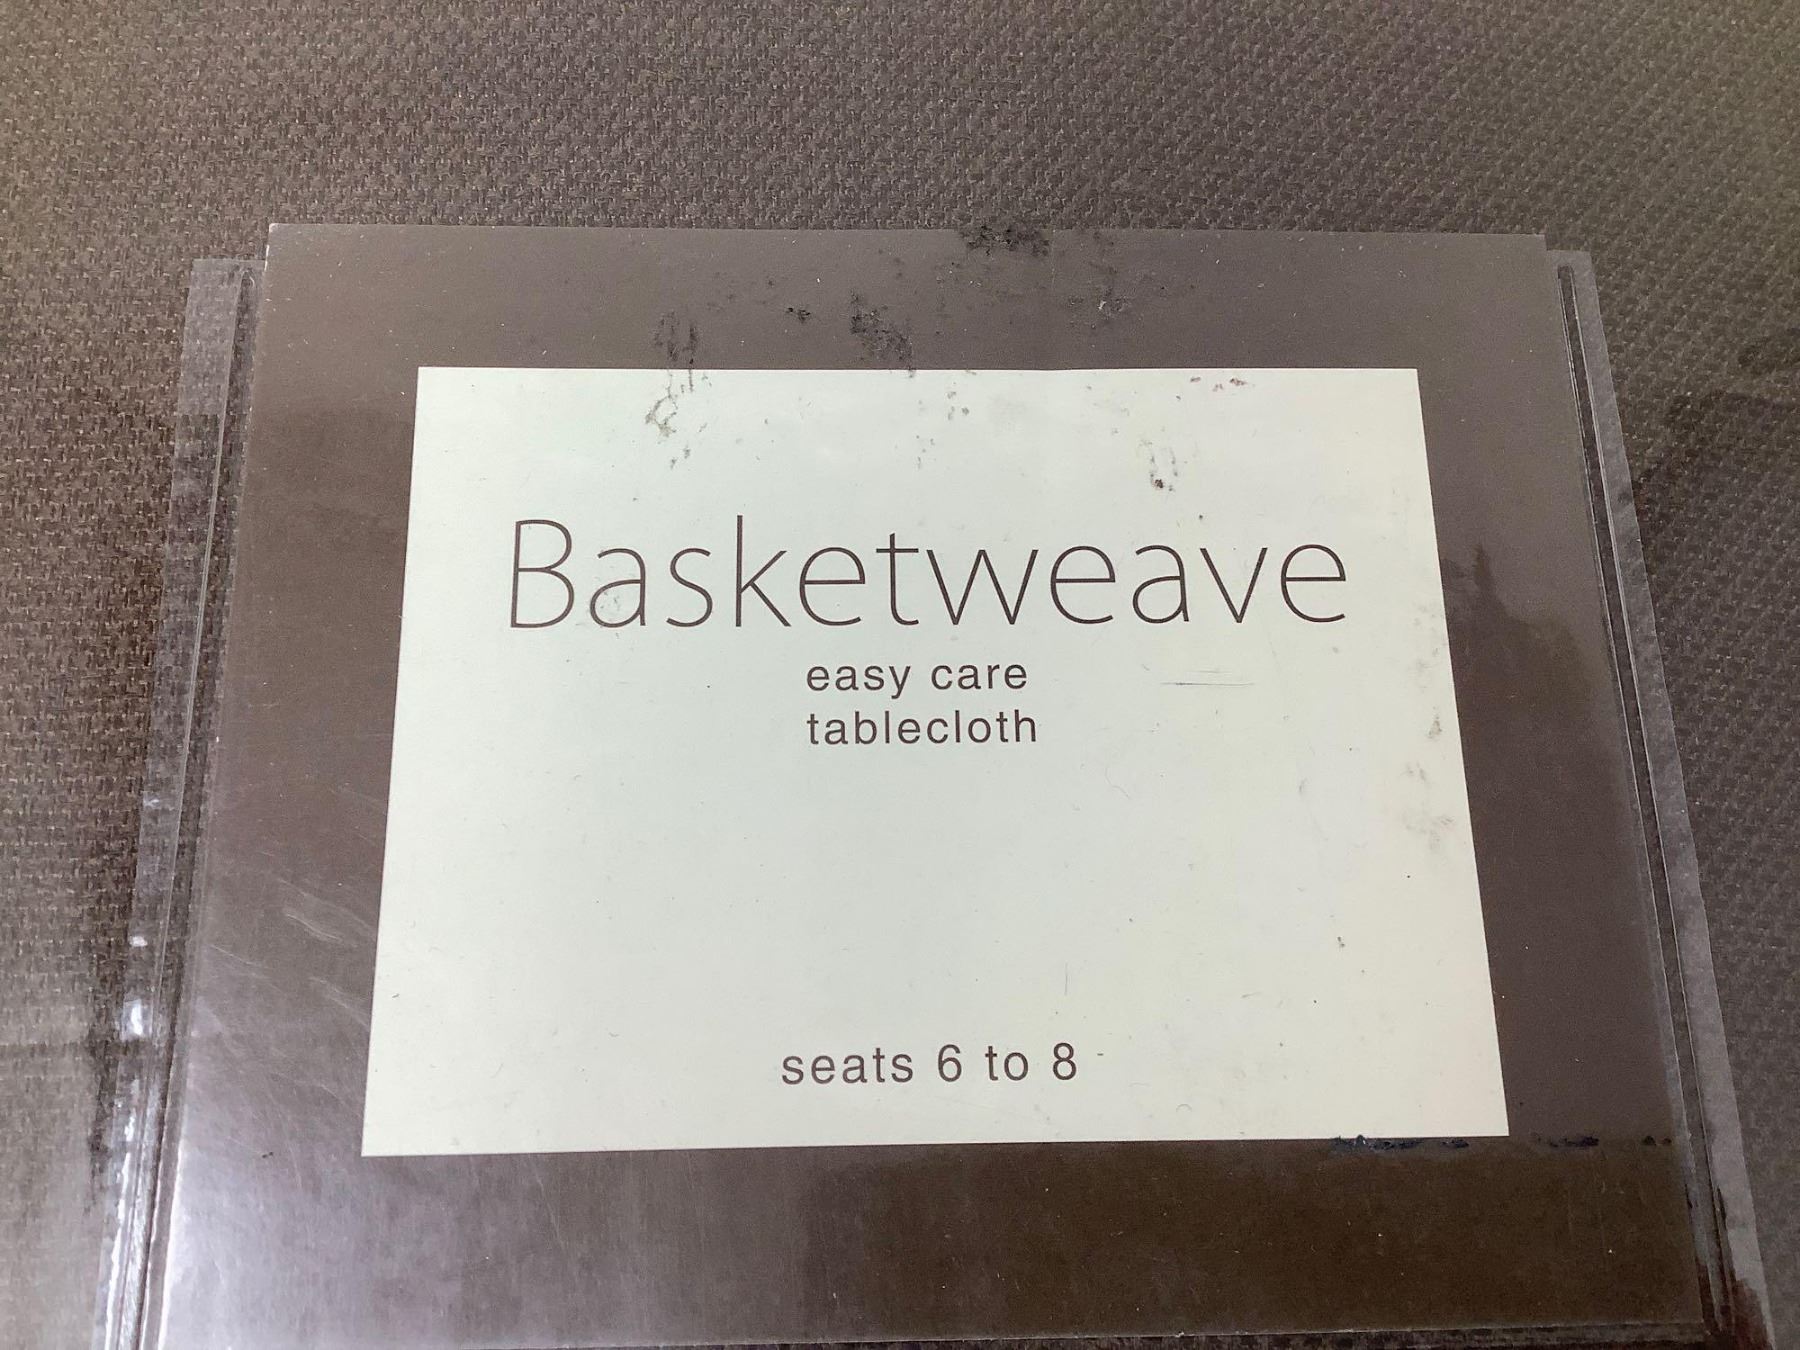 Basketweave
easy care
tablecloth
seats 6 to 8